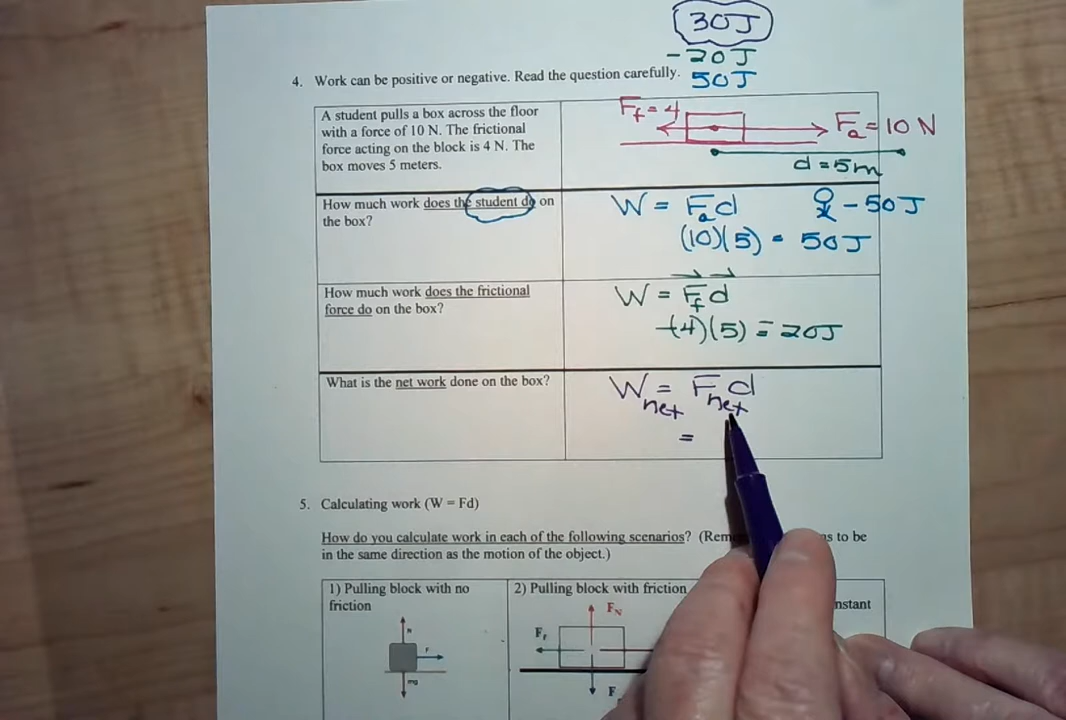 30J
-20J
50J
4. Work can be positive or negative. Read the question carefully.
A student pulls a box across the floor
with a force of 10 N. The frictional
force acting on the block is 4 N. The
box moves 5 meters.
Ff = 4
Fa = 10 N
d = 5m
How much work does the student do on
the box?
W = Fad
- 50J
(10)(5) = 50J
How much work does the frictional
force do on the box?
W = Ffd
-(4)(5) = -20J
What is the net work done on the box?
Wnet = Fnet d
=
5. Calculating work (W = Fd)
How do you calculate work in each of the following scenarios? (Rem
s to be
in the same direction as the motion of the object.)
1) Pulling block with no
friction
N
F
mg
2) Pulling block with friction
FN
Ff
F
nstant